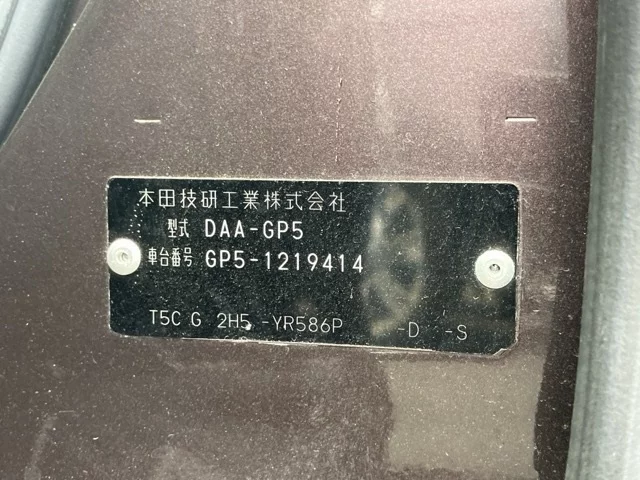 本田技研工業株式会社
型式 DAA-GP5
車台番号 GP5-1219414
T5C G 2H5 -YR586P -D -S